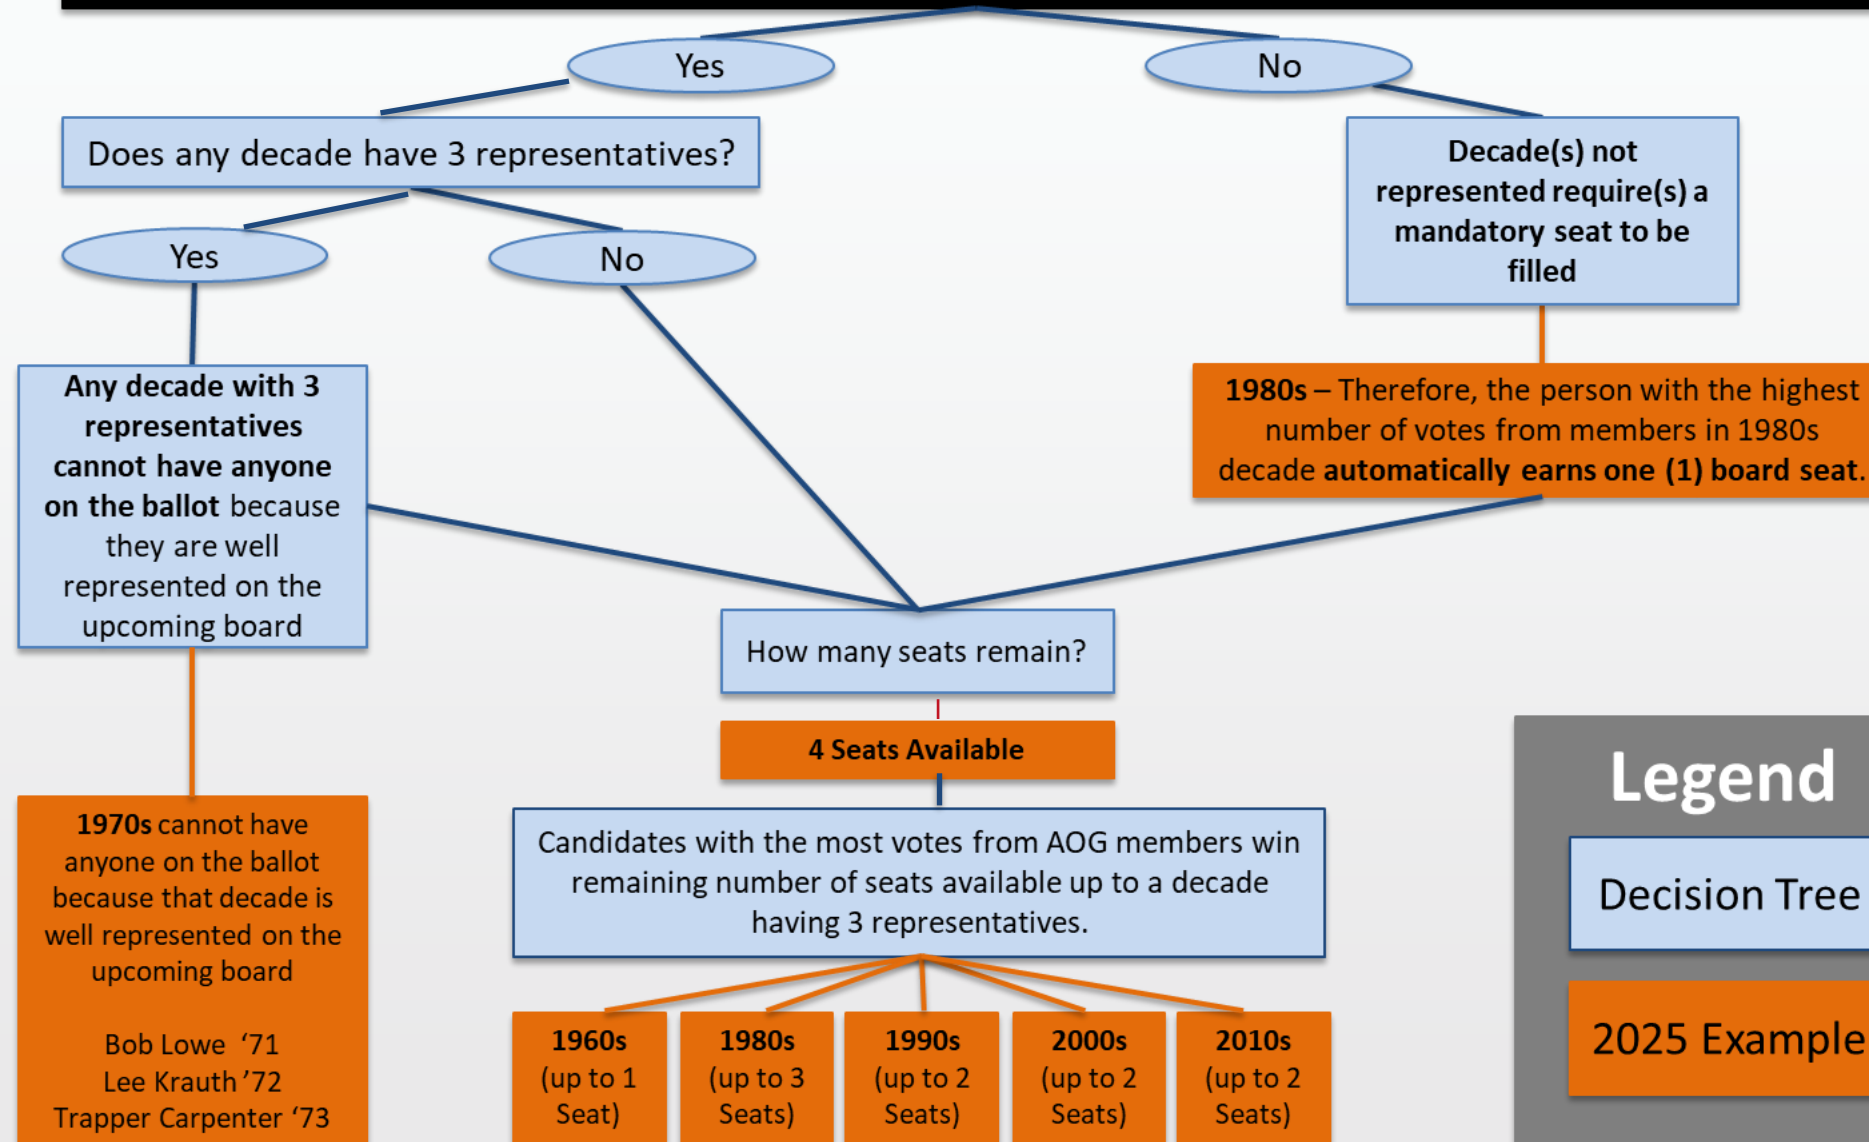 Yes
No
Does any decade have 3 representatives?
Decade(s) not
represented require(s) a
mandatory seat to be
filled
Yes
No
Any decade with 3
representatives
cannot have anyone
on the ballot because
they are well
represented on the
upcoming board
1980s – Therefore, the person with the highest
number of votes from members in 1980s
decade automatically earns one (1) board seat.
How many seats remain?
4 Seats Available
Candidates with the most votes from AOG members win
remaining number of seats available up to a decade
having 3 representatives.
1970s cannot have
anyone on the ballot
because that decade is
well represented on the
upcoming board
Bob Lowe ‘71
Lee Krauth ’72
Trapper Carpenter ‘73
1960s
(up to 1
Seat)
1980s
(up to 3
Seats)
1990s
(up to 2
Seats)
2000s
(up to 2
Seats)
2010s
(up to 2
Seats)
Legend
Decision Tree
2025 Example